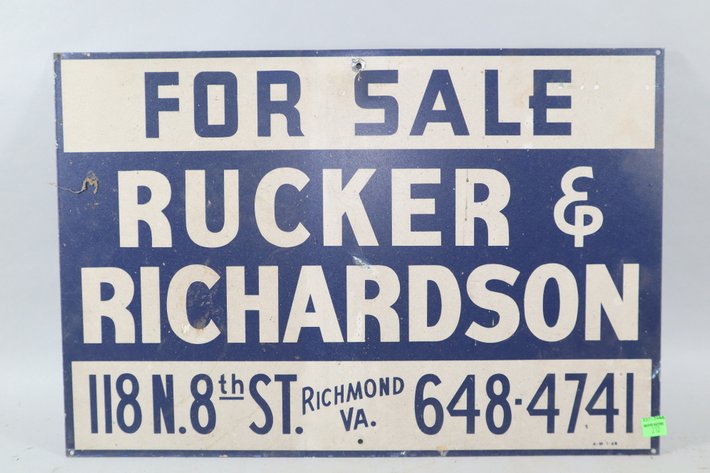 FOR SALE
RUCKER &
RICHARDSON
118 N. 8th ST. RICHMOND VA. 648-4741